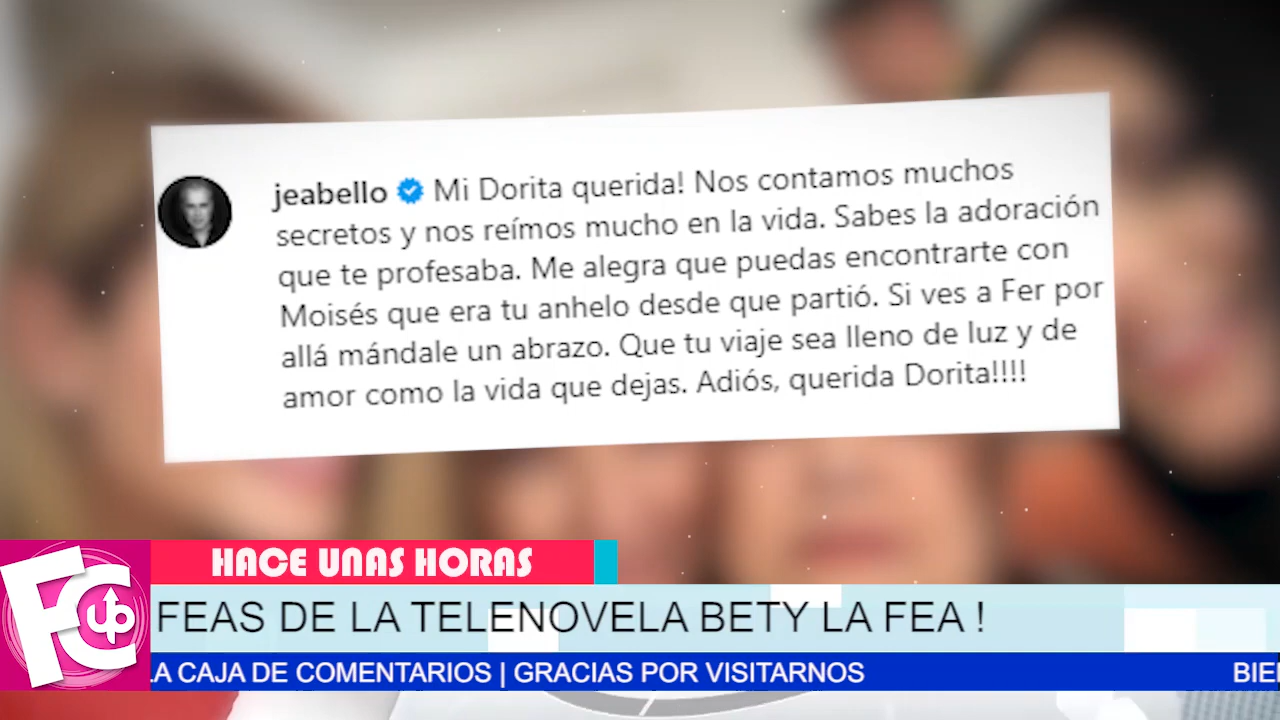 jeabello Mi Dorita querida! Nos contamos muchos
secretos y nos reímos mucho en la vida. Sabes la adoración
que te profesaba. Me alegra que puedas encontrarte con
Moisés que era tu anhelo desde que partió. Si ves a Fer por
allá mándale un abrazo. Que tu viaje sea lleno de luz y de
amor como la vida que dejas. Adiós, querida Dorita!!!!
HACE UNAS HORAS
FC up
FEAS DE LA TELENOVELA BETY LA FEA !
LA CAJA DE COMENTARIOS | GRACIAS POR VISITARNOS